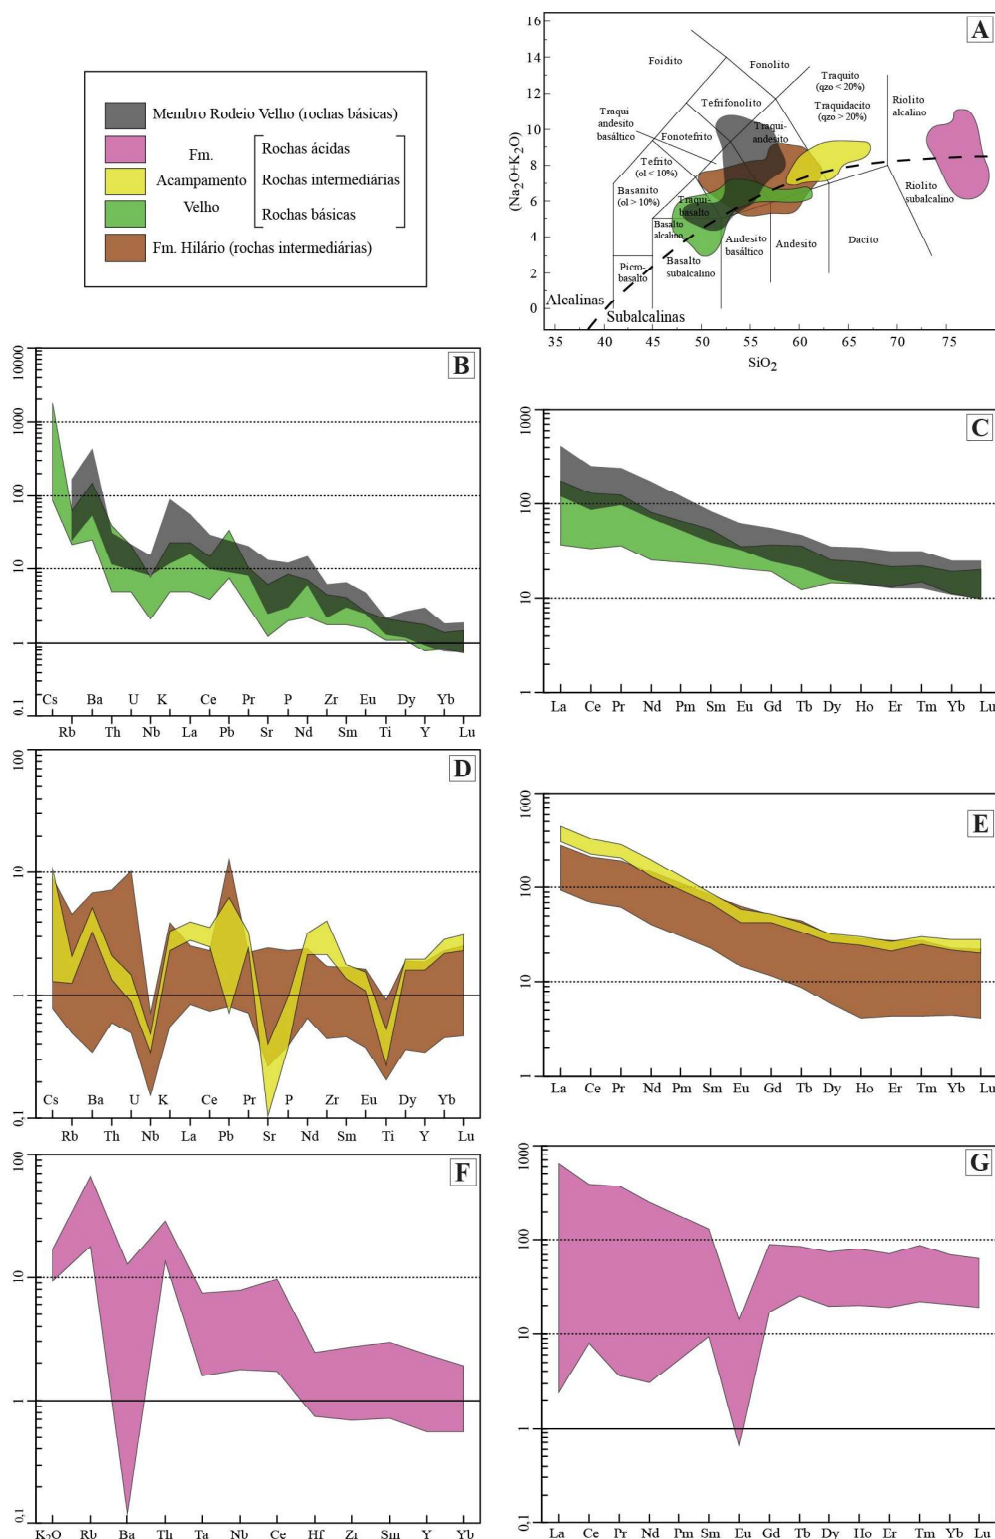 Membro Rodeio Velho (rochas básicas)
Fm.
Acampamento
Velho
Rochas ácidas
Rochas intermediárias
Rochas básicas
Fm. Hilário (rochas intermediárias)
A
16
14
12
10
8
6
4
2
0
(Na2O+K2O)
Foidito
Fonolito
Traquito
(qzo < 20%)
Tefrifonolito
Traquidacito
(qzo > 20%)
Riolito
alcalino
Traqui
andesito
basáltico
Fonotefrito
Traqui-
andesito
Tefrito
(ol < 10%)
Basanito
(ol > 10%)
Traqui-
basalto
Riolito
subalcalino
Basalto
alcalino
Andesito
basáltico
Andesito
Dacito
Picro-
basalto
Basalto
subalcalino
Alcalinas
Subalcalinas
35 45 55 60 65 75
SiO2
B
10000
1000
100
10
1
0,1
Cs Ba U K Ce Pr P Zr Eu Dy Yb
Rb Th Nb La Pb Sr Nd Sm Ti Y Lu
C
1000
100
10
1
La Ce Pr Nd Pm Sm Eu Gd Tb Dy Ho Er Tm Yb Lu
D
100
10
1
0,1
Cs Ba U K Ce Pr P Zr Eu Dy Yb
Rb Th Nb La Pb Sr Nd Sm Ti Y Lu
E
1000
100
10
1
La Ce Pr Nd Pm Sm Eu Gd Tb Dy Ho Er Tm Yb Lu
F
100
10
1
0,1
K2O Rb Ba Th Ta Nb Ce Hf Zr Sm Y Yb
G
1000
100
10
1
0,1
La Ce Pr Nd Pm Sm Eu Gd Tb Dy Ho Er Tm Yb Lu